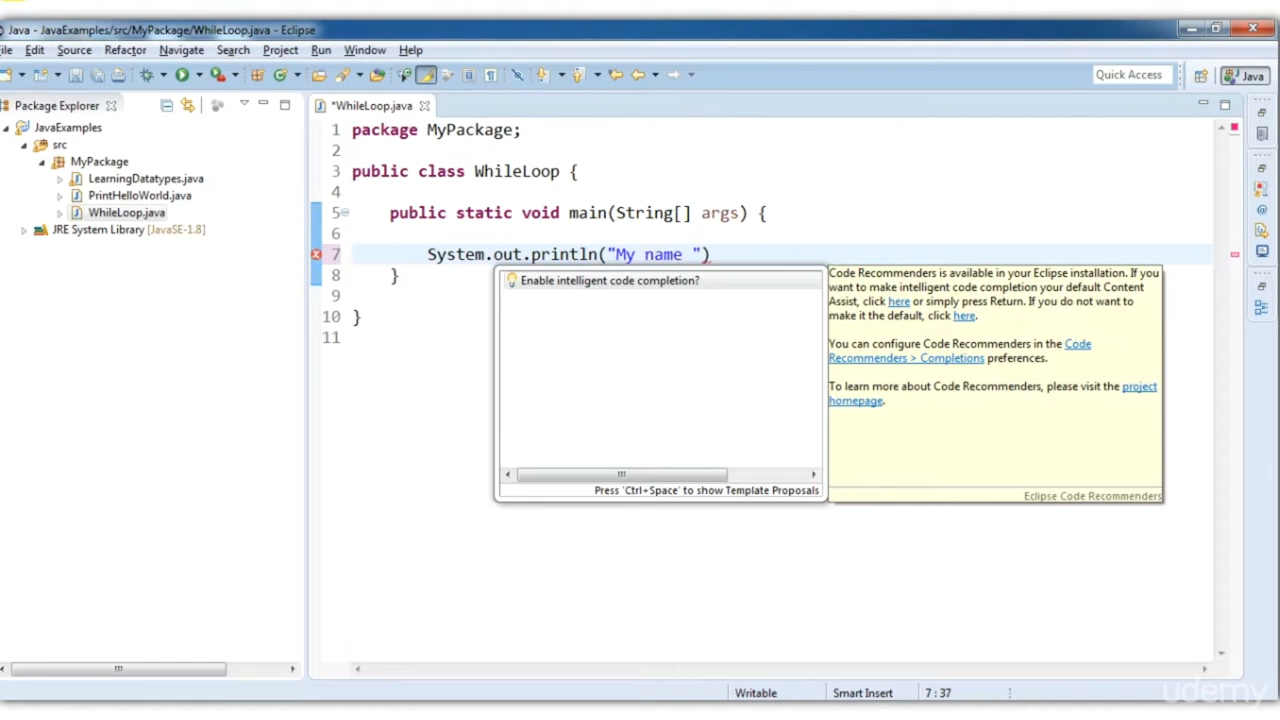 Java - JavaExamples/src/MyPackage/WhileLoop.java - Eclipse
ile Edit Source Refactor Navigate Search Project Run Window Help
Quick Access
Java
Package Explorer
JavaExamples
src
MyPackage
LearningDatatypes.java
PrintHelloWorld.java
WhileLoop.java
JRE System Library [JavaSE-1.8]
*WhileLoop.java
1 package MyPackage;
2
3 public class WhileLoop {
4
5 public static void main(String[] args) {
6
7 System.out.println("My name ")
8 }
9
10 }
11
Enable intelligent code completion?
Press 'Ctrl+Space' to show Template Proposals
Code Recommenders is available in your Eclipse installation. If you
want to make intelligent code completion your default Content
Assist, click here or simply press Return. If you do not want to
make it the default, click here.
You can configure Code Recommenders in the Code
Recommenders > Completions preferences.
To learn more about Code Recommenders, please visit the project
homepage.
Eclipse Code Recommenders
Writable
Smart Insert
7 : 37
udemy